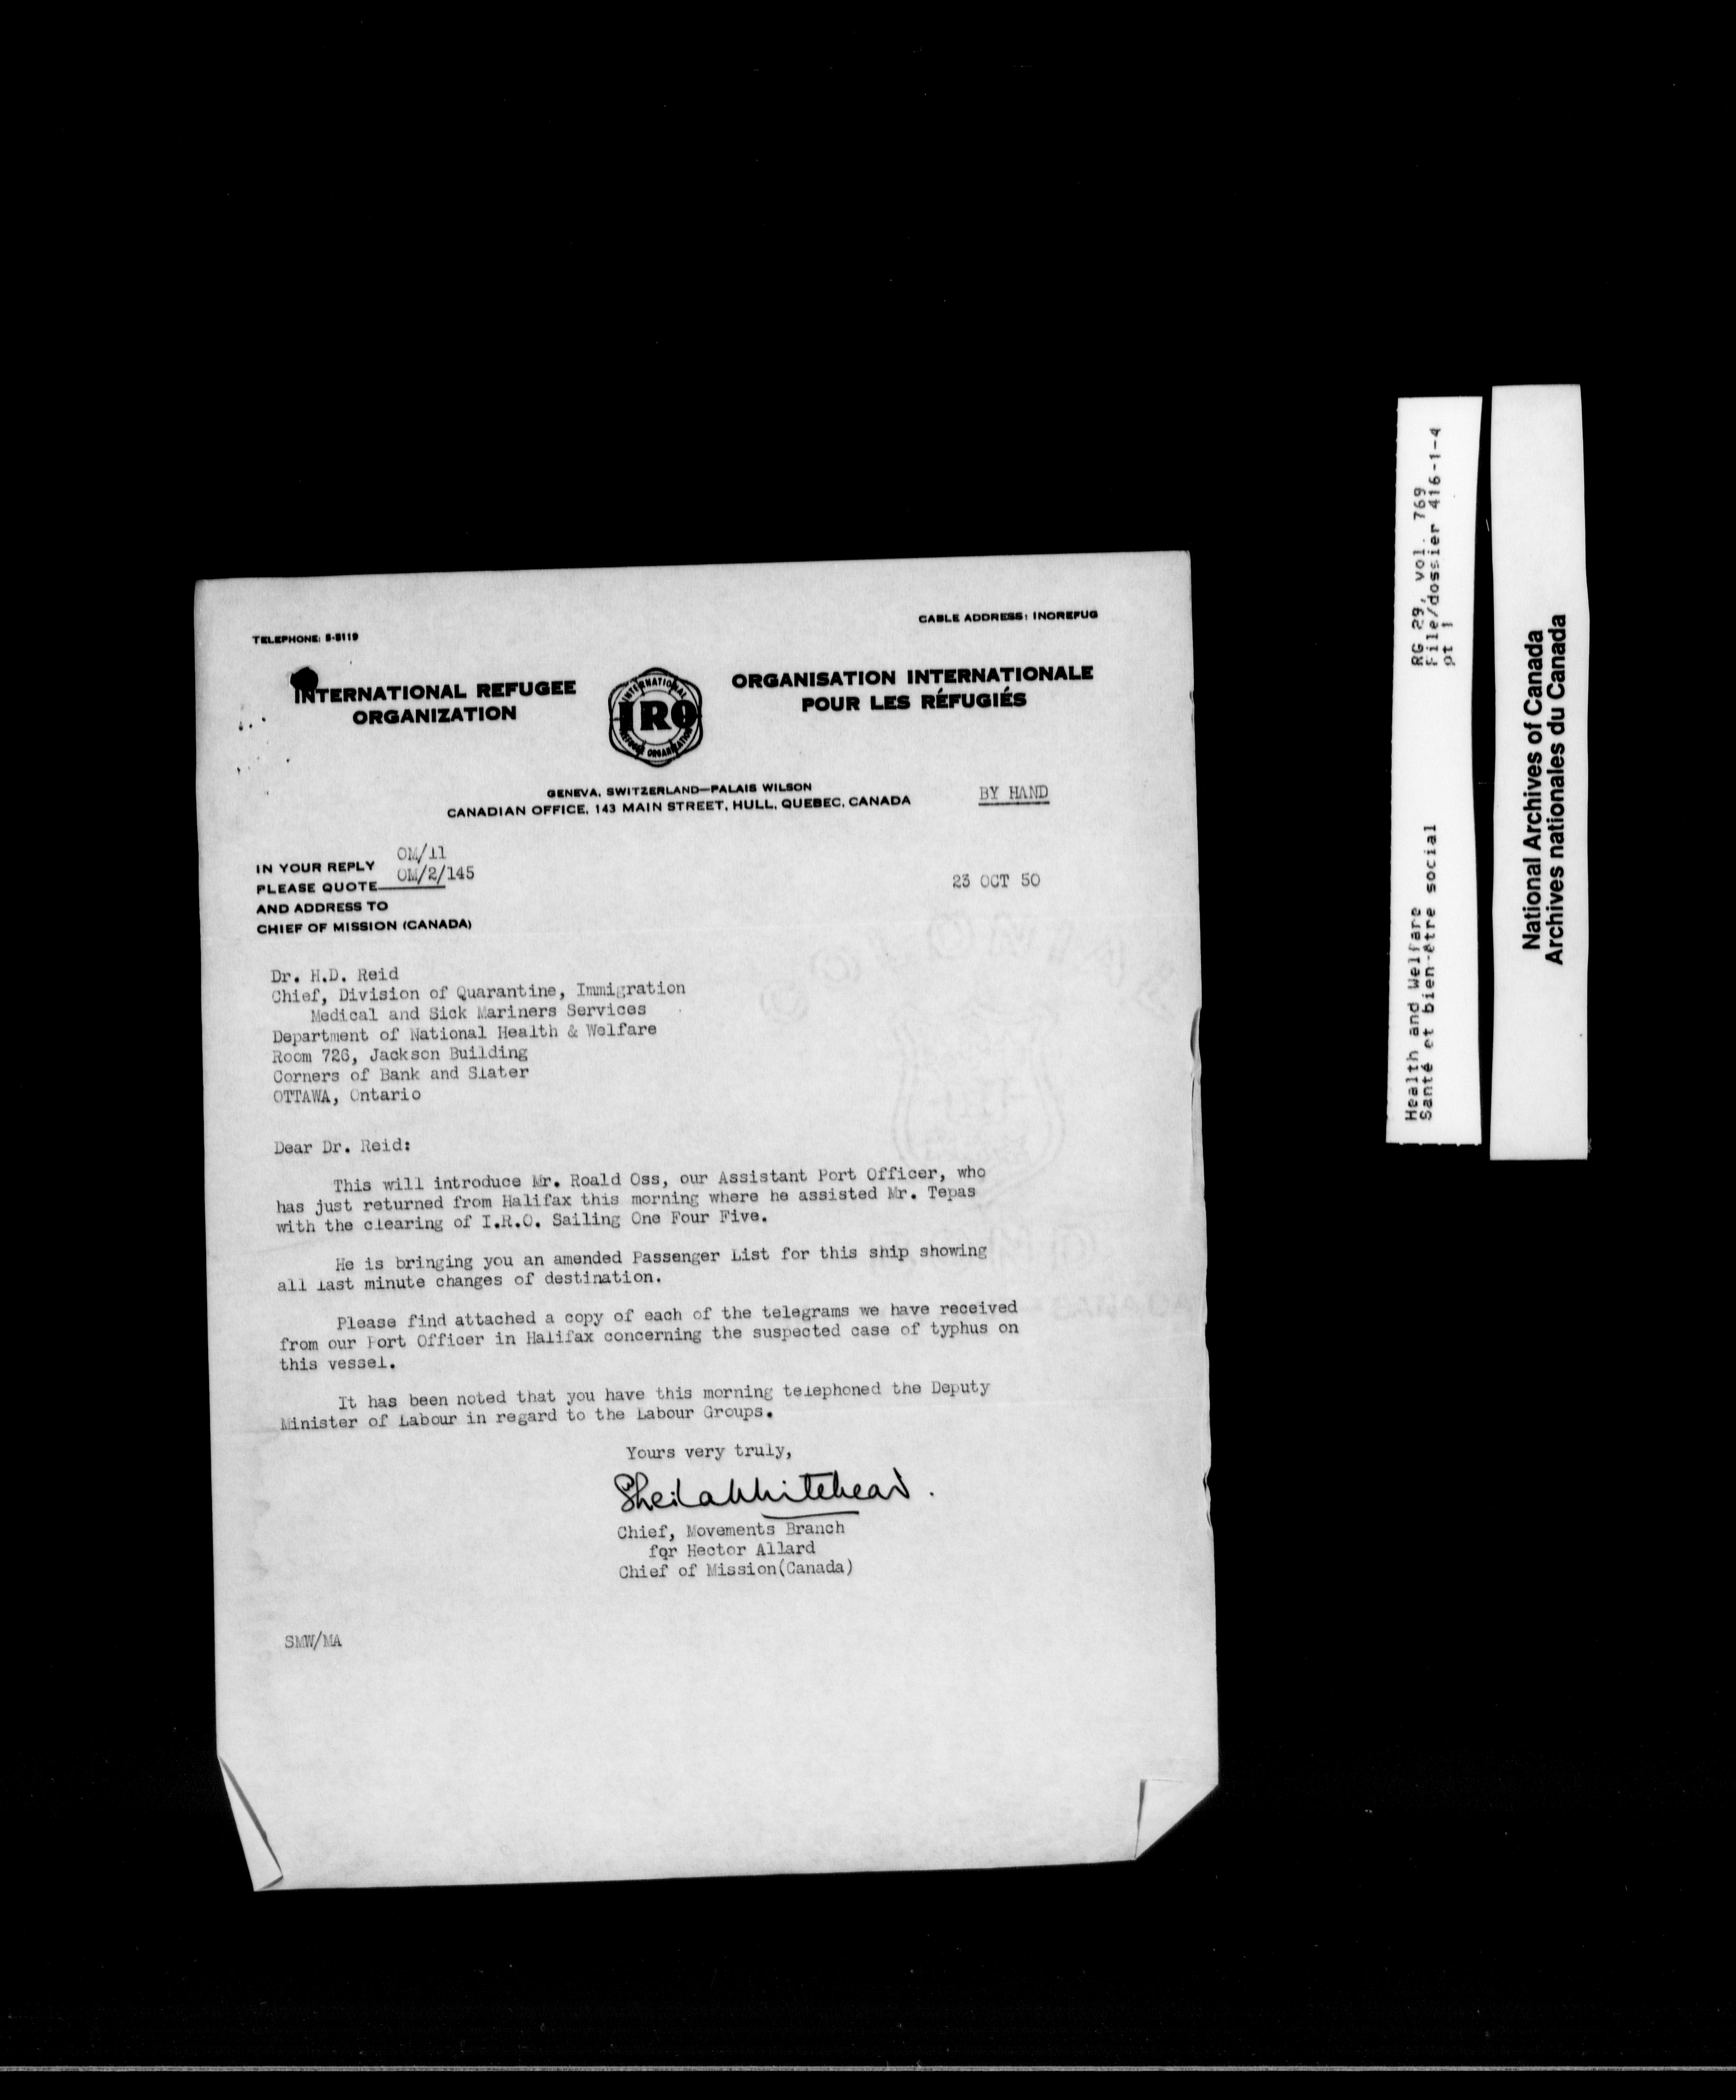 TELEPHONE: 5-8119
CABLE ADDRESS: INOREFUG
INTERNATIONAL REFUGEE
ORGANIZATION
INTERNATIONAL
IRO
REFUGEE ORGANIZATION
ORGANISATION INTERNATIONALE
POUR LES RÉFUGIÉS
GENEVA, SWITZERLAND—PALAIS WILSON
CANADIAN OFFICE, 143 MAIN STREET, HULL, QUEBEC, CANADA
BY HAND
OM/11
IN YOUR REPLY
PLEASE QUOTE OM/2/145
AND ADDRESS TO
CHIEF OF MISSION (CANADA)
23 OCT 50
Dr. H.D. Reid
Chief, Division of Quarantine, Immigration
Medical and Sick Mariners Services
Department of National Health & Welfare
Room 726, Jackson Building
Corners of Bank and Slater
OTTAWA, Ontario
Dear Dr. Reid:
This will introduce Mr. Roald Oss, our Assistant Port Officer, who
has just returned from Halifax this morning where he assisted Mr. Tepas
with the clearing of I.R.O. Sailing One Four Five.
He is bringing you an amended Passenger List for this ship showing
all last minute changes of destination.
Please find attached a copy of each of the telegrams we have received
from our Port Officer in Halifax concerning the suspected case of typhus on
this vessel.
It has been noted that you have this morning telephoned the Deputy
Minister of Labour in regard to the Labour Groups.
Yours very truly,
Sheila Whitehead.
Chief, Movements Branch
for Hector Allard
Chief of Mission(Canada)
SMW/MA
Health and Welfare
Santé et bien-être social
RG 29, vol. 769
File/dossier 416-1-4
pt 1
National Archives of Canada
Archives nationales du Canada